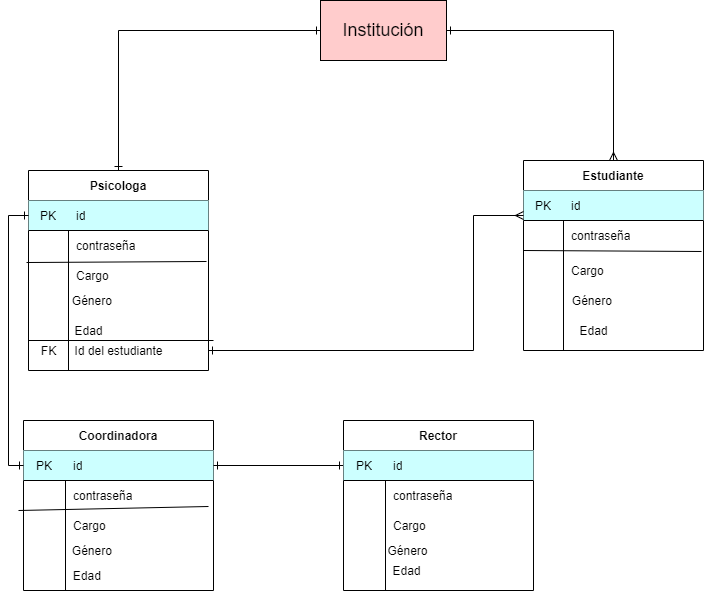 Institución
Psicologa
PK id
contraseña
Cargo
Género
Edad
FK Id del estudiante
Estudiante
PK id
contraseña
Cargo
Género
Edad
Coordinadora
PK id
contraseña
Cargo
Género
Edad
Rector
PK id
contraseña
Cargo
Género
Edad